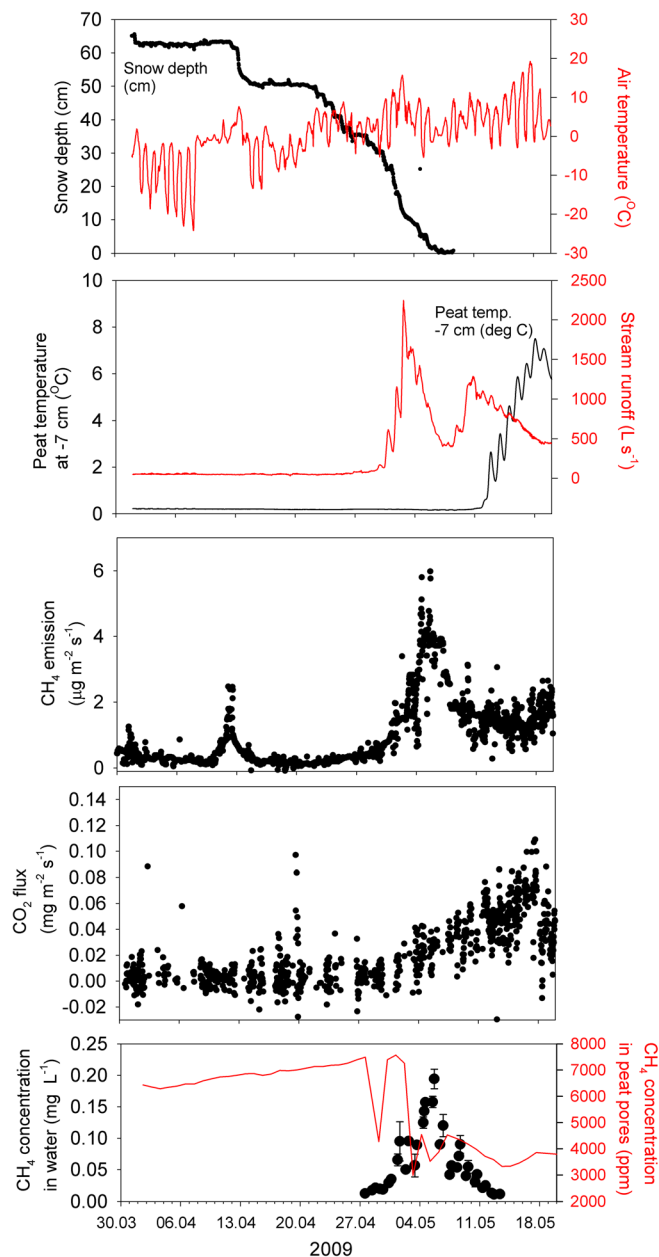 70
60
50
40
30
20
10
0
Snow depth (cm)
Snow depth
(cm)
30
20
10
0
-10
-20
-30
Air temperature (°C)
10
8
6
4
2
0
Peat temperature
at -7 cm (°C)
Peat temp.
-7 cm (deg C)
2500
2000
1500
1000
500
0
Stream runoff
(L s⁻¹)
6
4
2
0
CH₄ emission
(µg m⁻² s⁻¹)
0.14
0.12
0.10
0.08
0.06
0.04
0.02
0.00
-0.02
CO₂ flux
(mg m⁻² s⁻¹)
0.25
0.20
0.15
0.10
0.05
0.00
CH₄ concentration
in water (mg L⁻¹)
8000
7000
6000
5000
4000
3000
2000
CH₄ concentration
in peat pores (ppm)
30.03 06.04 13.04 20.04 27.04 04.05 11.05 18.05
2009